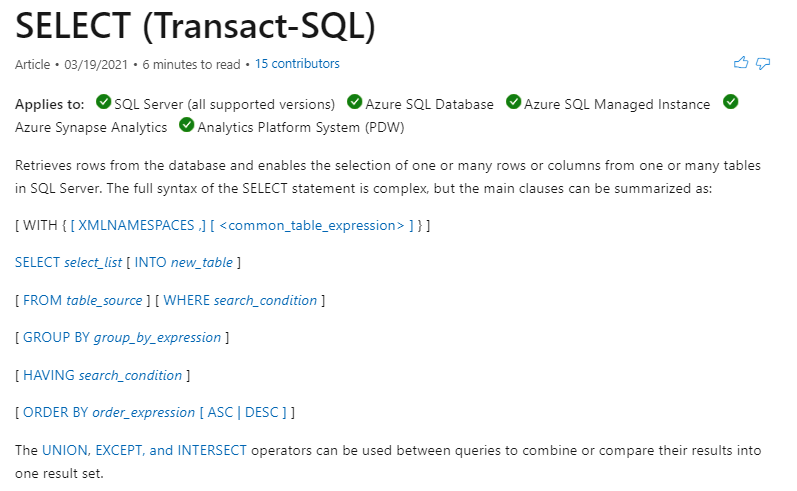 SELECT (Transact-SQL)
Article • 03/19/2021 • 6 minutes to read • 15 contributors
Applies to: SQL Server (all supported versions) Azure SQL Database Azure SQL Managed Instance
Azure Synapse Analytics Analytics Platform System (PDW)
Retrieves rows from the database and enables the selection of one or many rows or columns from one or many tables
in SQL Server. The full syntax of the SELECT statement is complex, but the main clauses can be summarized as:
[ WITH { [ XMLNAMESPACES ,] [ <common_table_expression> ] } ]
SELECT select_list [ INTO new_table ]
[ FROM table_source ] [ WHERE search_condition ]
[ GROUP BY group_by_expression ]
[ HAVING search_condition ]
[ ORDER BY order_expression [ ASC | DESC ] ]
The UNION, EXCEPT, and INTERSECT operators can be used between queries to combine or compare their results into
one result set.